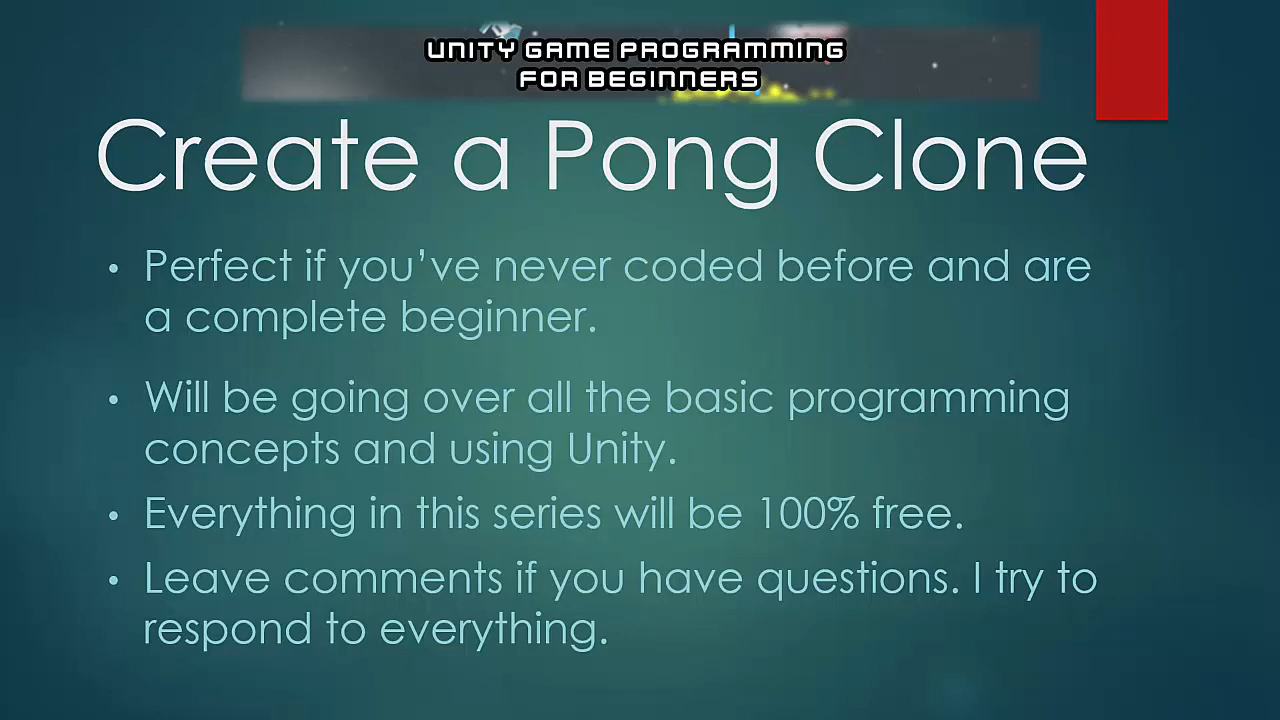 UNITY GAME PROGRAMMING
FOR BEGINNERS
Create a Pong Clone
• Perfect if you’ve never coded before and are
a complete beginner.
• Will be going over all the basic programming
concepts and using Unity.
• Everything in this series will be 100% free.
• Leave comments if you have questions. I try to
respond to everything.